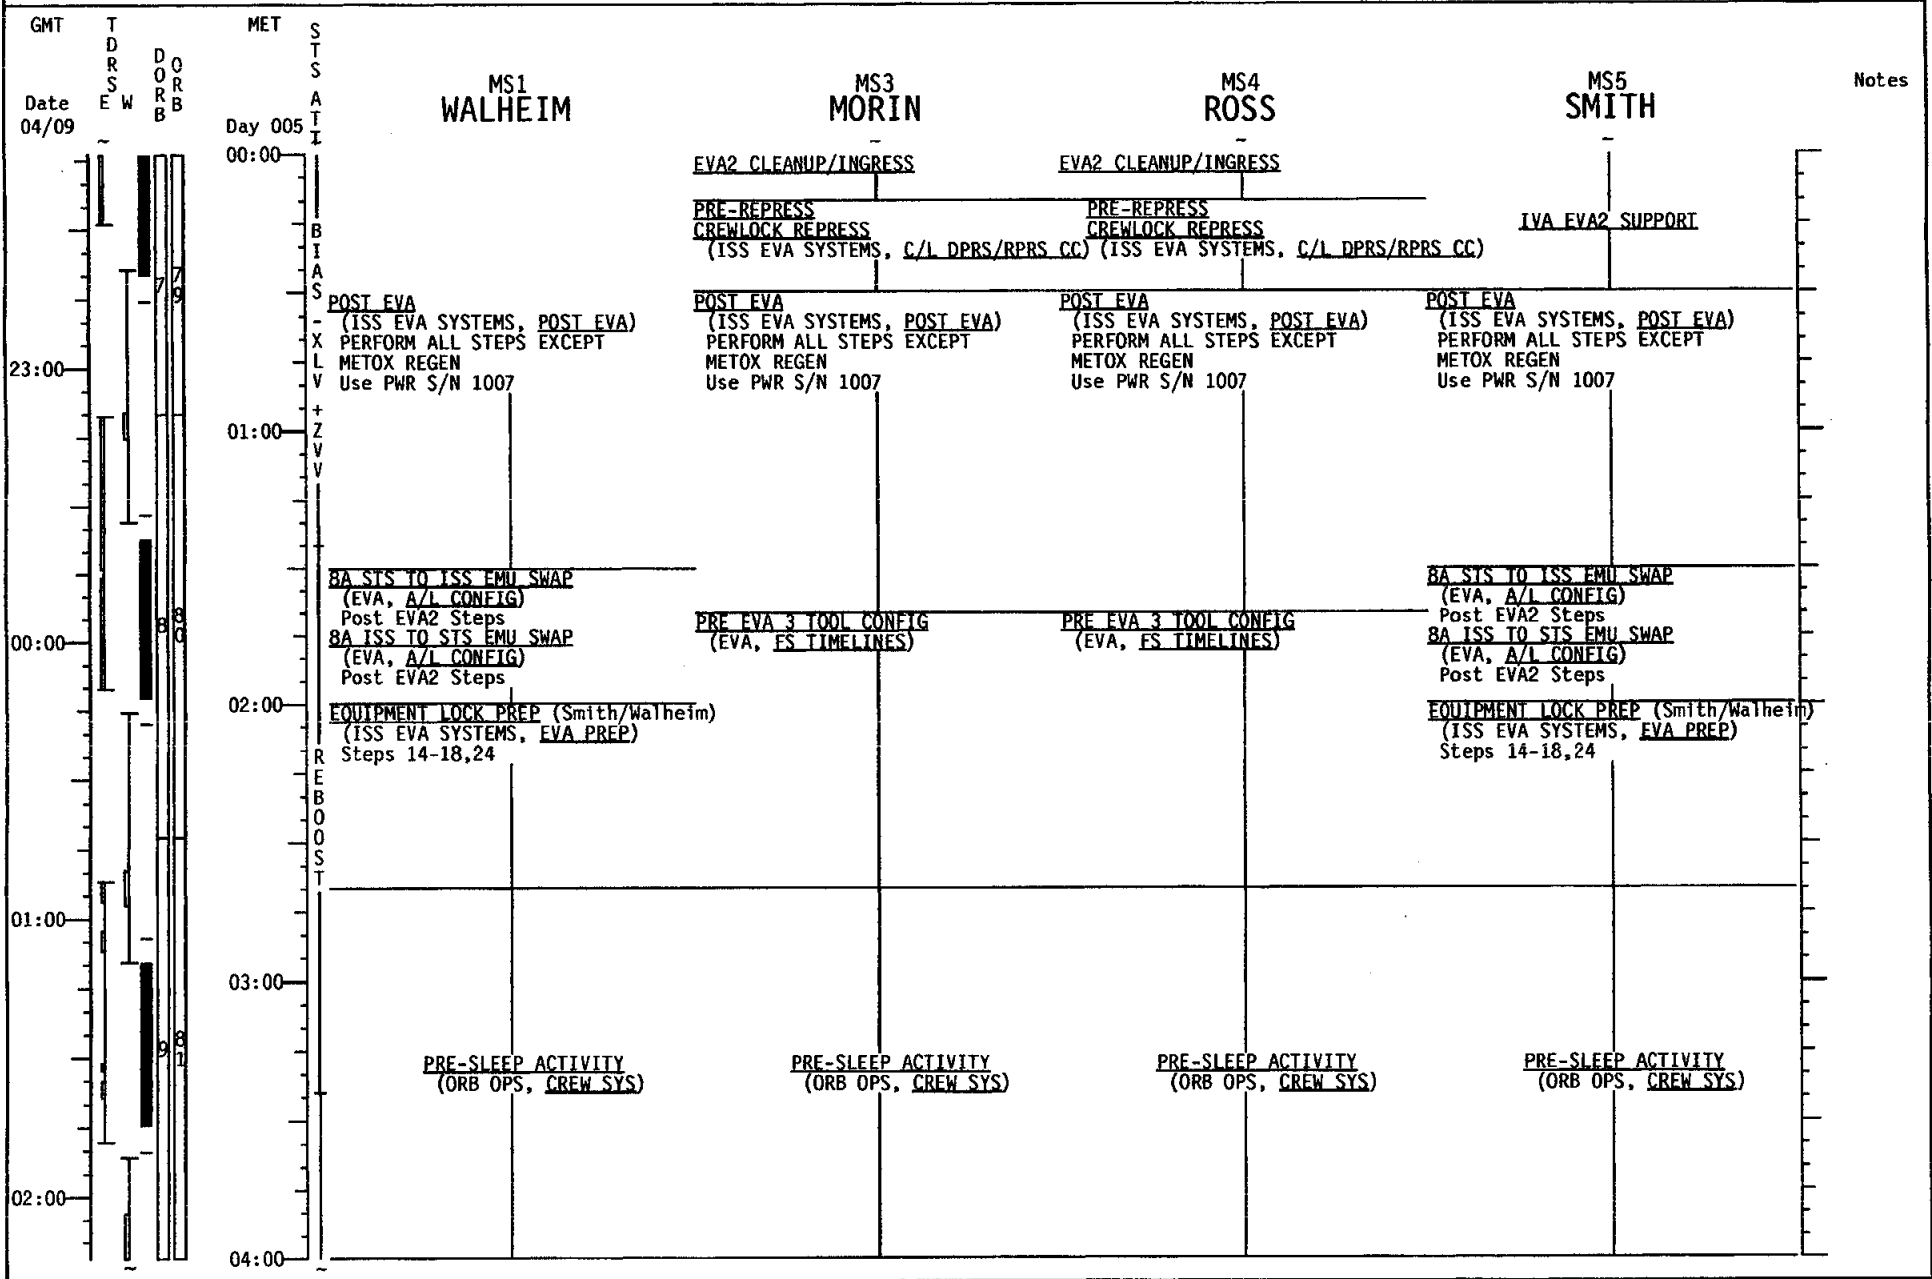 GMT
TDRS
E W
DORB
ORB
MET
STS ATT
Date
04/09
Day 005
MS1
WALHEIM
MS3
MORIN
MS4
ROSS
MS5
SMITH
Notes
00:00
EVA2 CLEANUP/INGRESS
EVA2 CLEANUP/INGRESS
PRE-REPRESS
CREWLOCK REPRESS
(ISS EVA SYSTEMS, C/L DPRS/RPRS CC)
PRE-REPRESS
CREWLOCK REPRESS
(ISS EVA SYSTEMS, C/L DPRS/RPRS CC)
IVA EVA2 SUPPORT
BIAS -XLV +ZVV
7
79
POST EVA
(ISS EVA SYSTEMS, POST EVA)
PERFORM ALL STEPS EXCEPT
METOX REGEN
Use PWR S/N 1007
POST EVA
(ISS EVA SYSTEMS, POST EVA)
PERFORM ALL STEPS EXCEPT
METOX REGEN
Use PWR S/N 1007
POST EVA
(ISS EVA SYSTEMS, POST EVA)
PERFORM ALL STEPS EXCEPT
METOX REGEN
Use PWR S/N 1007
POST EVA
(ISS EVA SYSTEMS, POST EVA)
PERFORM ALL STEPS EXCEPT
METOX REGEN
Use PWR S/N 1007
23:00
01:00
8A STS TO ISS EMU SWAP
(EVA, A/L CONFIG)
Post EVA2 Steps
8A ISS TO STS EMU SWAP
(EVA, A/L CONFIG)
Post EVA2 Steps
PRE EVA 3 TOOL CONFIG
(EVA, FS TIMELINES)
PRE EVA 3 TOOL CONFIG
(EVA, FS TIMELINES)
8A STS TO ISS EMU SWAP
(EVA, A/L CONFIG)
Post EVA2 Steps
8A ISS TO STS EMU SWAP
(EVA, A/L CONFIG)
Post EVA2 Steps
8
80
00:00
02:00
EQUIPMENT LOCK PREP (Smith/Walheim)
(ISS EVA SYSTEMS, EVA PREP)
Steps 14-18,24
EQUIPMENT LOCK PREP (Smith/Walheim)
(ISS EVA SYSTEMS, EVA PREP)
Steps 14-18,24
REBOOST
01:00
03:00
9
81
PRE-SLEEP ACTIVITY
(ORB OPS, CREW SYS)
PRE-SLEEP ACTIVITY
(ORB OPS, CREW SYS)
PRE-SLEEP ACTIVITY
(ORB OPS, CREW SYS)
PRE-SLEEP ACTIVITY
(ORB OPS, CREW SYS)
02:00
04:00